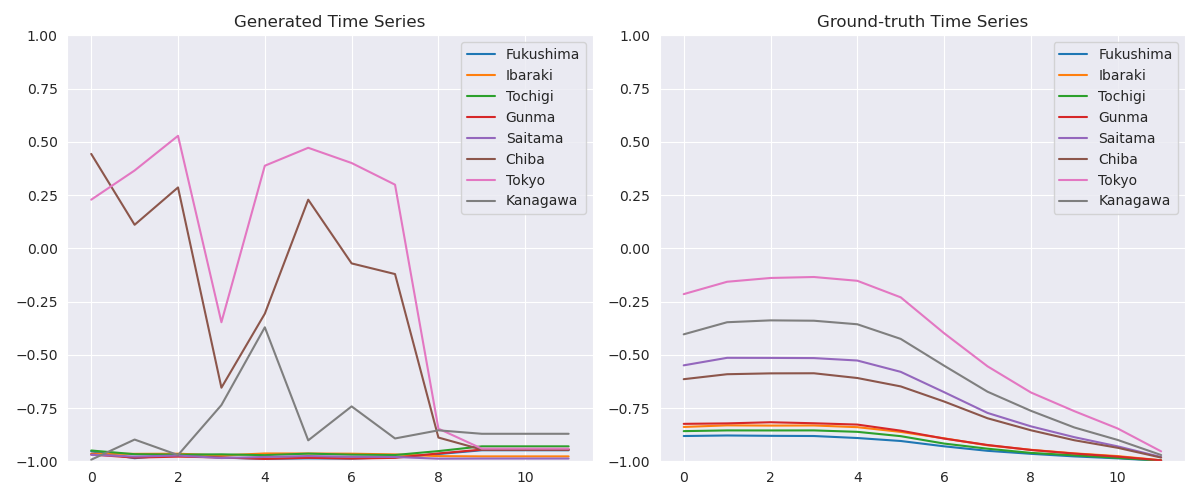 Generated Time Series
1.00
0.75
0.50
0.25
0.00
−0.25
−0.50
−0.75
−1.00
0 2 4 6 8 10
Fukushima
Ibaraki
Tochigi
Gunma
Saitama
Chiba
Tokyo
Kanagawa
Ground-truth Time Series
1.00
0.75
0.50
0.25
0.00
−0.25
−0.50
−0.75
−1.00
0 2 4 6 8 10
Fukushima
Ibaraki
Tochigi
Gunma
Saitama
Chiba
Tokyo
Kanagawa